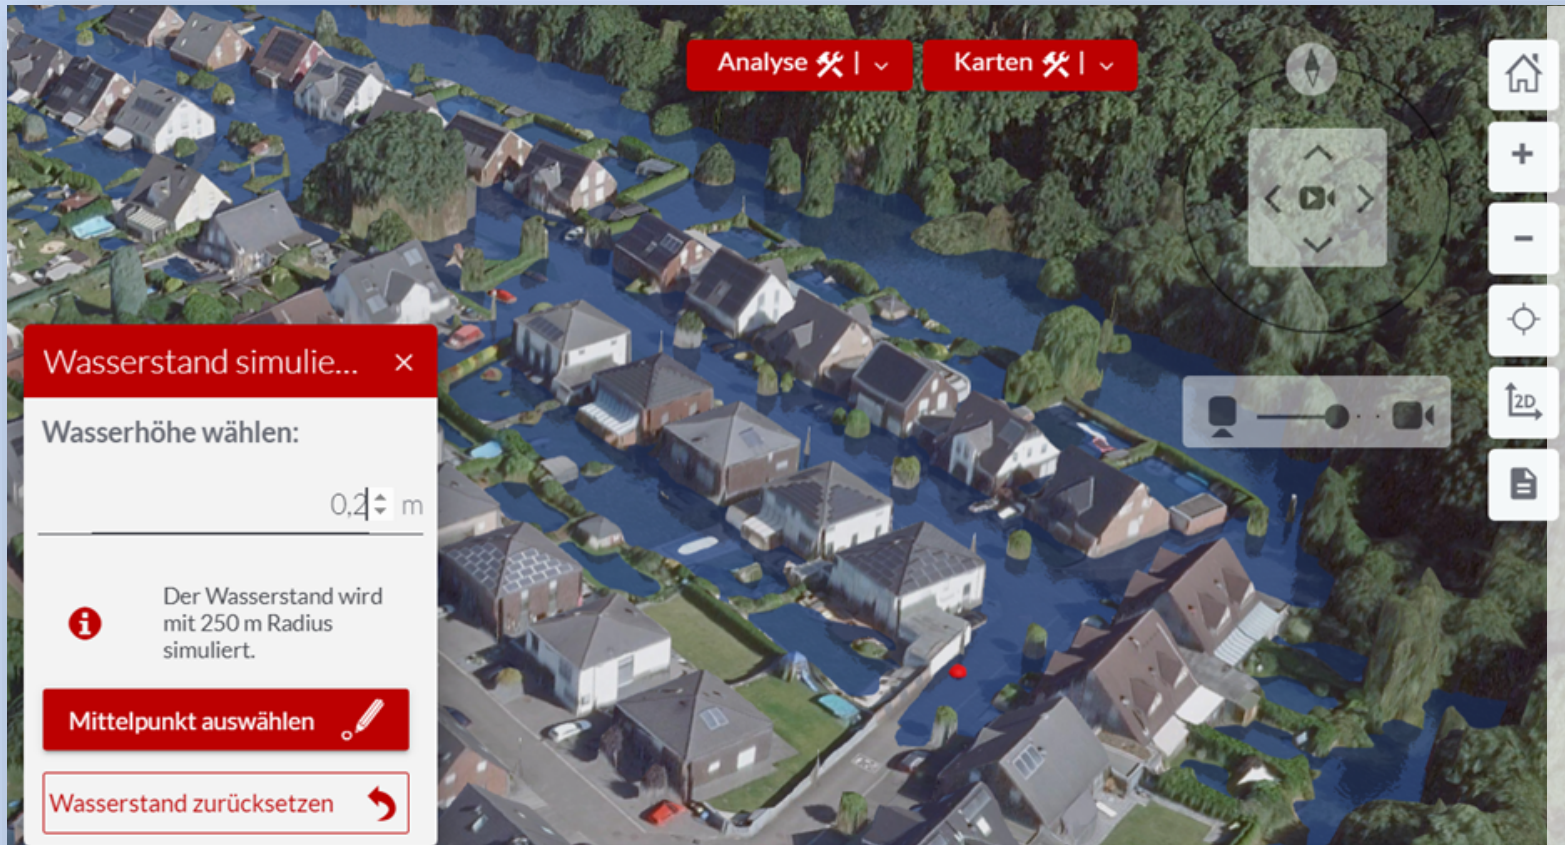 Analyse |
Karten |
Wasserstand simulie...
Wasserhöhe wählen:
0,2 m
Der Wasserstand wird
mit 250 m Radius
simuliert.
Mittelpunkt auswählen
Wasserstand zurücksetzen
2D